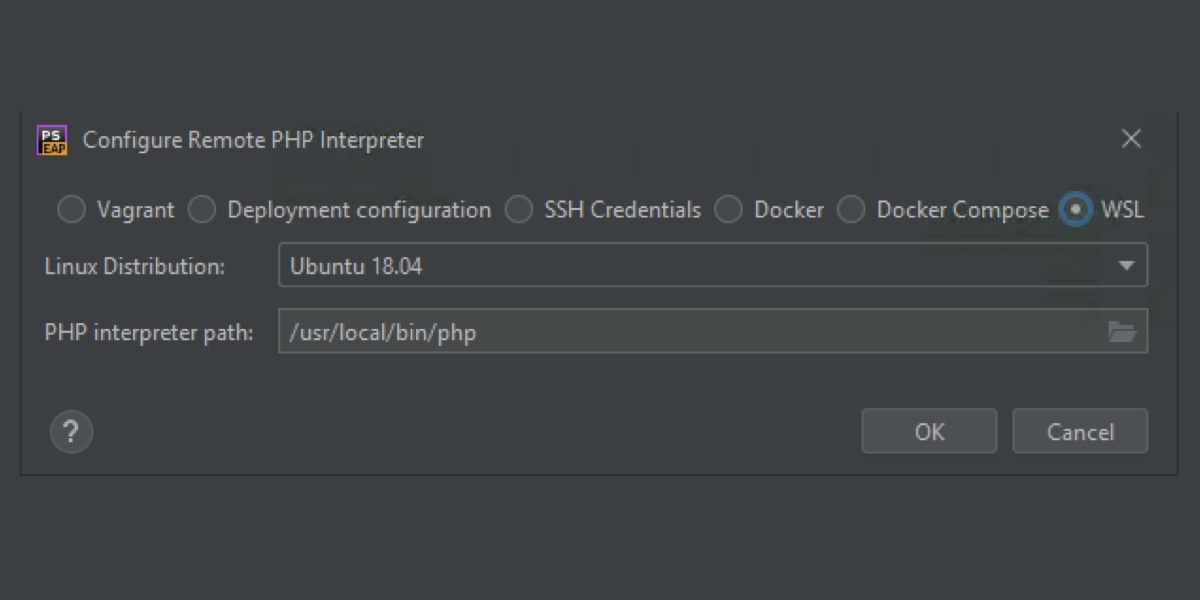 PS
EAP
Configure Remote PHP Interpreter
Vagrant Deployment configuration SSH Credentials Docker Docker Compose WSL
Linux Distribution: Ubuntu 18.04
PHP interpreter path: /usr/local/bin/php
?
OK Cancel